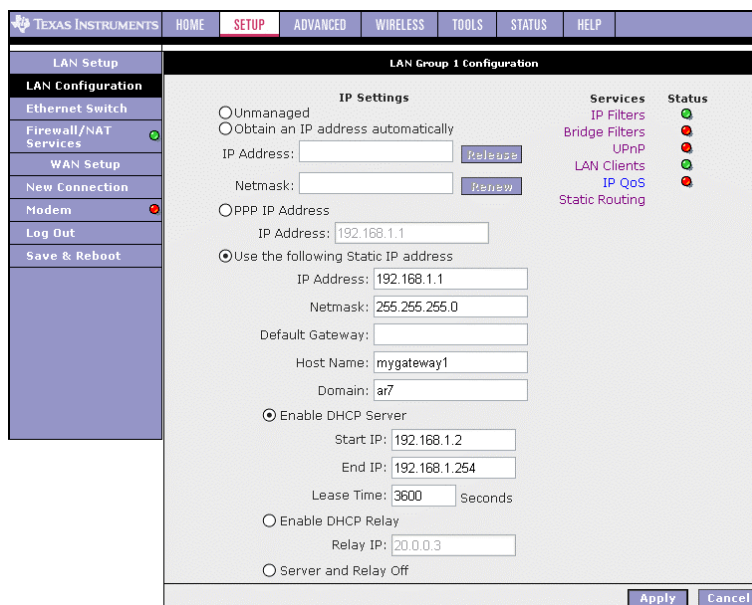 TEXAS INSTRUMENTS HOME SETUP ADVANCED WIRELESS TOOLS STATUS HELP
LAN Setup
LAN Configuration
Ethernet Switch
Firewall/NAT
Services
WAN Setup
New Connection
Modem
Log Out
Save & Reboot
LAN Group 1 Configuration
IP Settings
Unmanaged
Obtain an IP address automatically
IP Address: Release
Netmask: Renew
PPP IP Address
IP Address: 192.168.1.1
Use the following Static IP address
IP Address: 192.168.1.1
Netmask: 255.255.255.0
Default Gateway:
Host Name: mygateway1
Domain: ar7
Enable DHCP Server
Start IP: 192.168.1.2
End IP: 192.168.1.254
Lease Time: 3600 Seconds
Enable DHCP Relay
Relay IP: 20.0.0.3
Server and Relay Off
Services Status
IP Filters
Bridge Filters
UPnP
LAN Clients
IP QoS
Static Routing
Apply Cancel